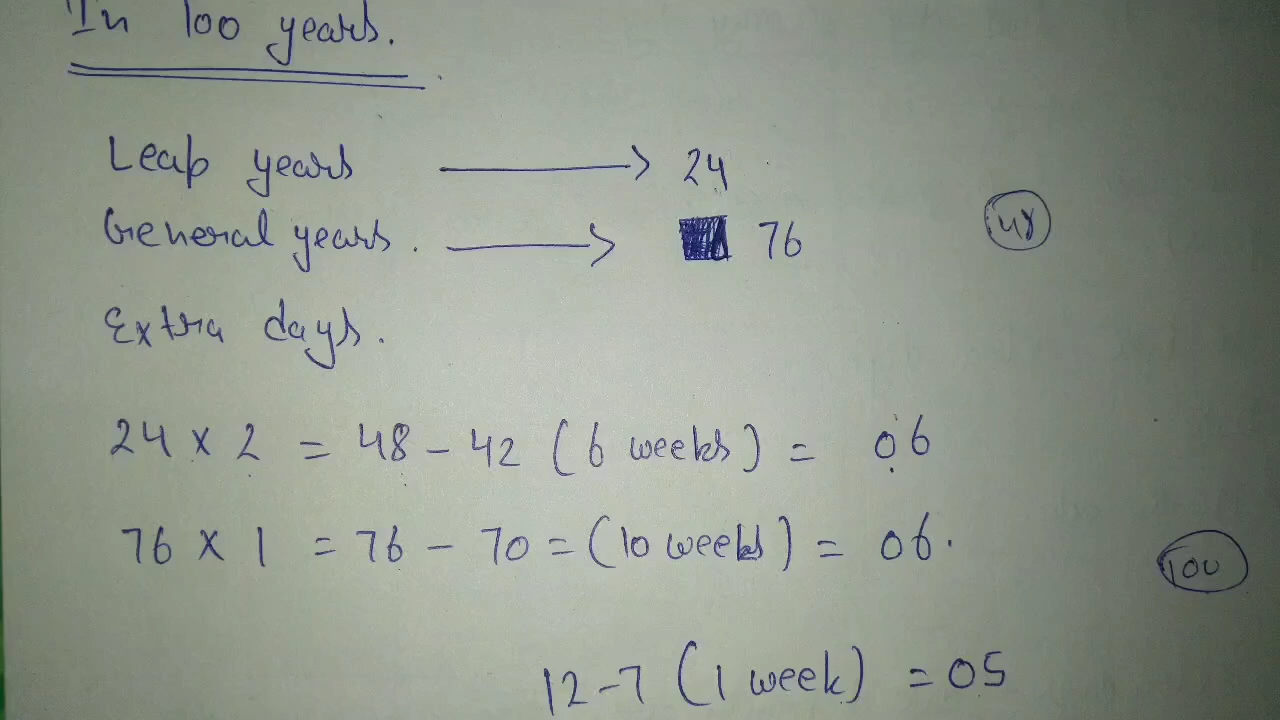 In 100 years.
Leap years → 24
General years. → 76
48
Extra days.
24 × 2 = 48 - 42 (6 weeks) = 06
76 × 1 = 76 - 70 = (10 weeks) = 06.
100
12-7 (1 week) = 05